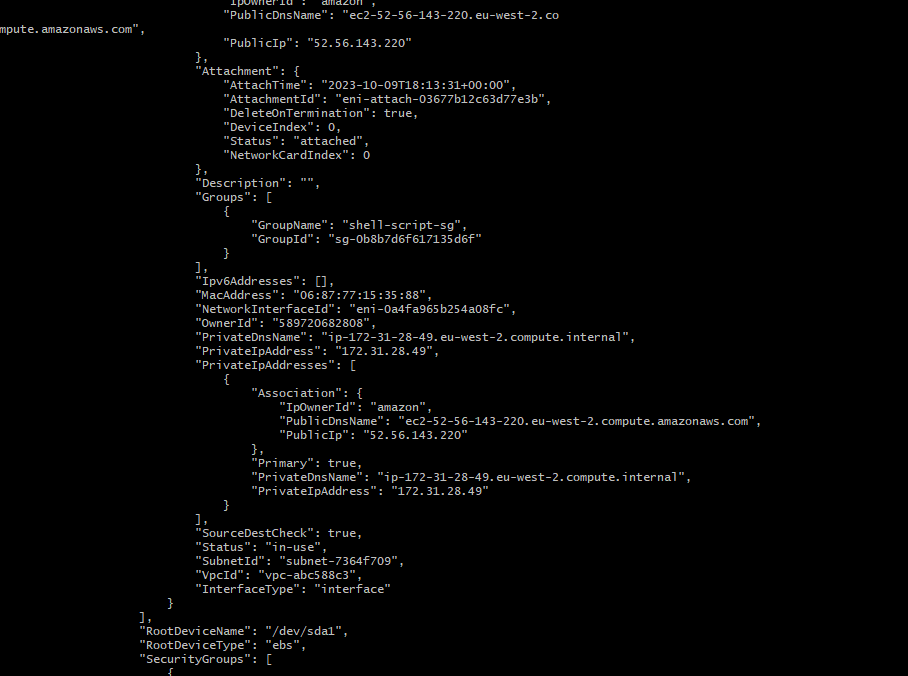 "IpOwnerId": "amazon",
"PublicDnsName": "ec2-52-56-143-220.eu-west-2.co
mpute.amazonaws.com",
"PublicIp": "52.56.143.220"
},
"Attachment": {
"AttachTime": "2023-10-09T18:13:31+00:00",
"AttachmentId": "eni-attach-03677b12c63d77e3b",
"DeleteOnTermination": true,
"DeviceIndex": 0,
"Status": "attached",
"NetworkCardIndex": 0
},
"Description": "",
"Groups": [
{
"GroupName": "shell-script-sg",
"GroupId": "sg-0b8b7d6f617135d6f"
}
],
"Ipv6Addresses": [],
"MacAddress": "06:87:77:15:35:88",
"NetworkInterfaceId": "eni-0a4fa965b254a08fc",
"OwnerId": "589720682808",
"PrivateDnsName": "ip-172-31-28-49.eu-west-2.compute.internal",
"PrivateIpAddress": "172.31.28.49",
"PrivateIpAddresses": [
{
"Association": {
"IpOwnerId": "amazon",
"PublicDnsName": "ec2-52-56-143-220.eu-west-2.compute.amazonaws.com",
"PublicIp": "52.56.143.220"
},
"Primary": true,
"PrivateDnsName": "ip-172-31-28-49.eu-west-2.compute.internal",
"PrivateIpAddress": "172.31.28.49"
}
],
"SourceDestCheck": true,
"Status": "in-use",
"SubnetId": "subnet-7364f709",
"VpcId": "vpc-abc588c3",
"InterfaceType": "interface"
}
],
"RootDeviceName": "/dev/sda1",
"RootDeviceType": "ebs",
"SecurityGroups": [
{